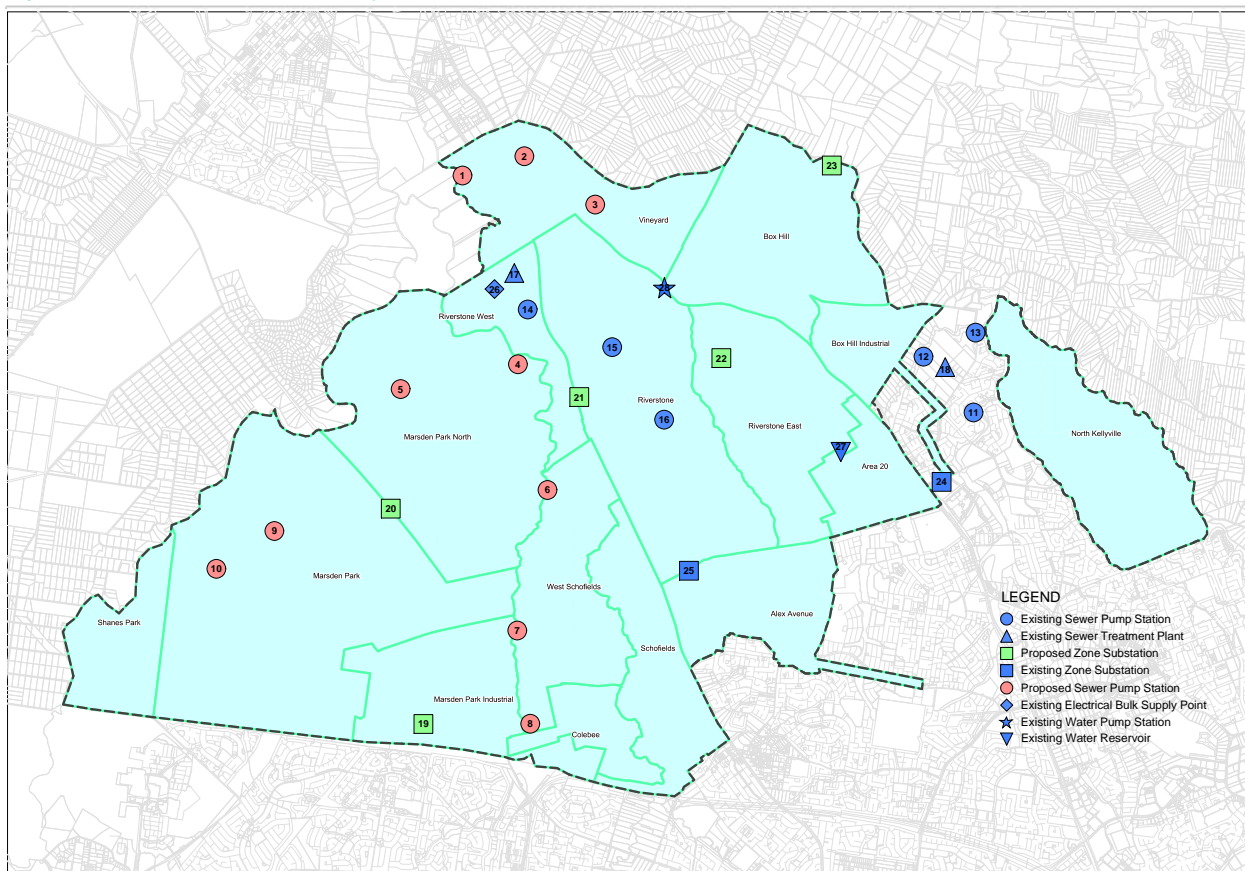 2
23
1
3
Vineyard
Box Hill
17
26
28
14
Riverstone West
13
15
Box Hill Industrial
12
22
4
18
5
21
Riverstone
11
16
Riverstone East
Marsden Park North
North Kellyville
27
Area 20
24
6
20
9
10
Marsden Park
25
West Schofields
Alex Avenue
Shanes Park
7
Schofields
Marsden Park Industrial
19
8
Colebee
LEGEND
Existing Sewer Pump Station
Existing Sewer Treatment Plant
Proposed Zone Substation
Existing Zone Substation
Proposed Sewer Pump Station
Existing Electrical Bulk Supply Point
Existing Water Pump Station
Existing Water Reservoir